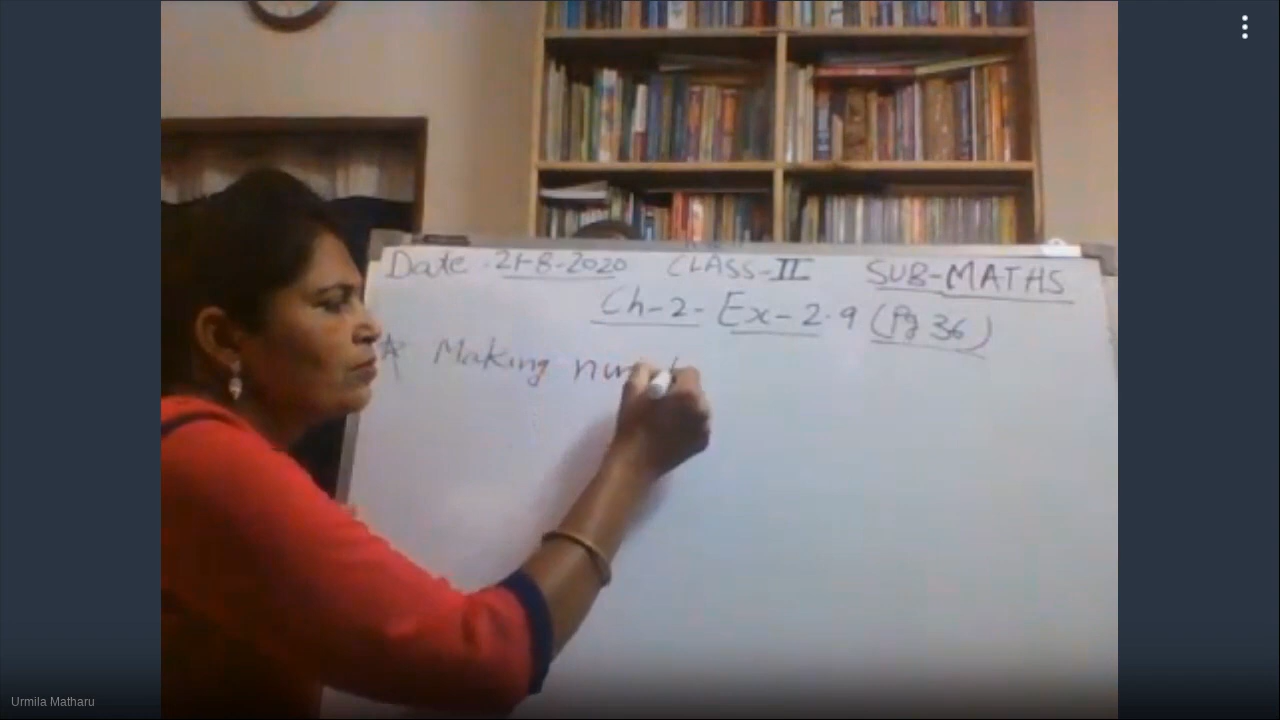 Date - 21-8-2020 CLASS-II SUB-MATHS
Ch-2- Ex-2.9 (Pg 36)
Making
Urmila Matharu